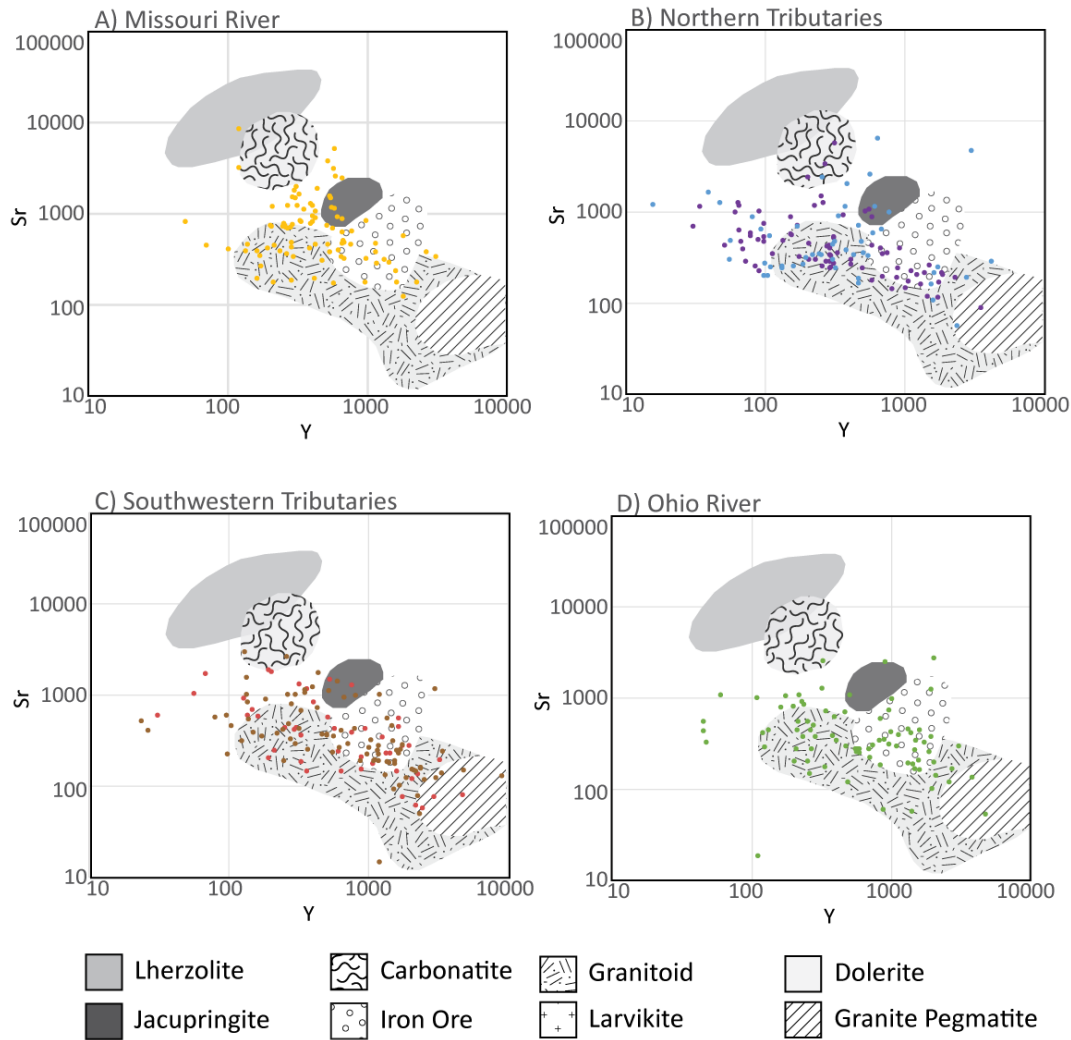 A) Missouri River
100000
Sr
10000
1000
100
10
10
100
1000
10000
Y
B) Northern Tributaries
100000
Sr
10000
1000
100
10
10
100
1000
10000
Y
C) Southwestern Tributaries
100000
10000
Sr
1000
100
10
10
100
1000
10000
Y
D) Ohio River
100000
10000
Sr
1000
100
10
10
100
1000
10000
Y
Lherzolite
Carbonatite
Granitoid
Dolerite
Jacupringite
Iron Ore
Larvikite
Granite Pegmatite